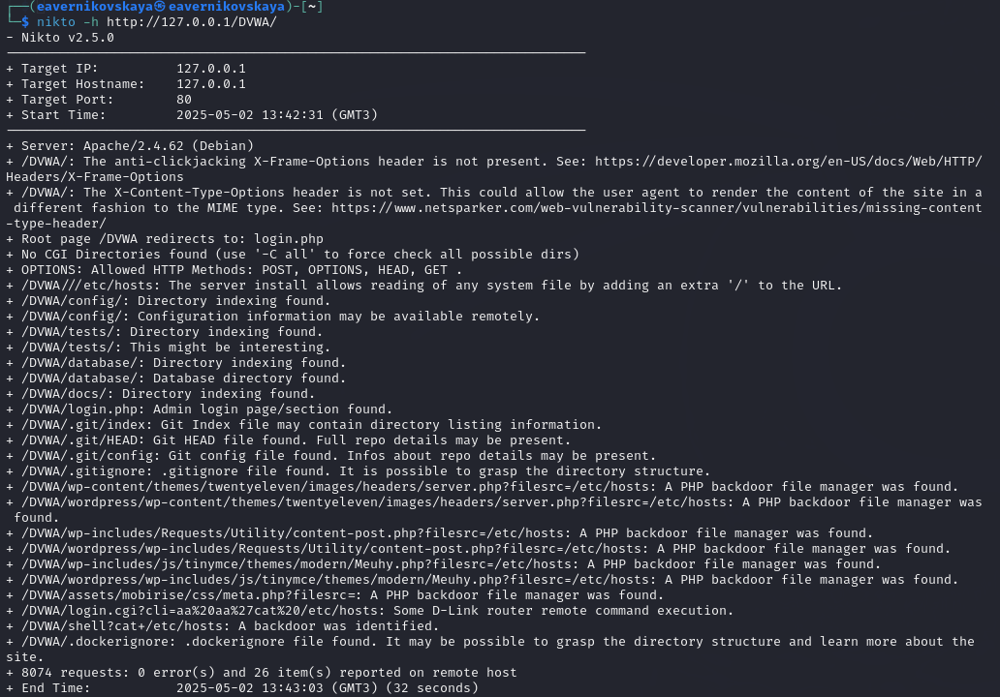 ┌──(eavernikovskaya㉿eavernikovskaya)-[~]
└─$ nikto -h http://127.0.0.1/DVWA/
- Nikto v2.5.0
---------------------------------------------------------------------------
+ Target IP:          127.0.0.1
+ Target Hostname:    127.0.0.1
+ Target Port:        80
+ Start Time:         2025-05-02 13:42:31 (GMT3)
---------------------------------------------------------------------------
+ Server: Apache/2.4.62 (Debian)
+ /DVWA/: The anti-clickjacking X-Frame-Options header is not present. See: https://developer.mozilla.org/en-US/docs/Web/HTTP/
Headers/X-Frame-Options
+ /DVWA/: The X-Content-Type-Options header is not set. This could allow the user agent to render the content of the site in a
 different fashion to the MIME type. See: https://www.netsparker.com/web-vulnerability-scanner/vulnerabilities/missing-content
-type-header/
+ Root page /DVWA redirects to: login.php
+ No CGI Directories found (use '-C all' to force check all possible dirs)
+ OPTIONS: Allowed HTTP Methods: POST, OPTIONS, HEAD, GET .
+ /DVWA///etc/hosts: The server install allows reading of any system file by adding an extra '/' to the URL.
+ /DVWA/config/: Directory indexing found.
+ /DVWA/config/: Configuration information may be available remotely.
+ /DVWA/tests/: Directory indexing found.
+ /DVWA/tests/: This might be interesting.
+ /DVWA/database/: Directory indexing found.
+ /DVWA/database/: Database directory found.
+ /DVWA/docs/: Directory indexing found.
+ /DVWA/login.php: Admin login page/section found.
+ /DVWA/.git/index: Git Index file may contain directory listing information.
+ /DVWA/.git/HEAD: Git HEAD file found. Full repo details may be present.
+ /DVWA/.git/config: Git config file found. Infos about repo details may be present.
+ /DVWA/.gitignore: .gitignore file found. It is possible to grasp the directory structure.
+ /DVWA/wp-content/themes/twentyeleven/images/headers/server.php?filesrc=/etc/hosts: A PHP backdoor file manager was found.
+ /DVWA/wordpress/wp-content/themes/twentyeleven/images/headers/server.php?filesrc=/etc/hosts: A PHP backdoor file manager was
 found.
+ /DVWA/wp-includes/Requests/Utility/content-post.php?filesrc=/etc/hosts: A PHP backdoor file manager was found.
+ /DVWA/wordpress/wp-includes/Requests/Utility/content-post.php?filesrc=/etc/hosts: A PHP backdoor file manager was found.
+ /DVWA/wp-includes/js/tinymce/themes/modern/Meuhy.php?filesrc=/etc/hosts: A PHP backdoor file manager was found.
+ /DVWA/wordpress/wp-includes/js/tinymce/themes/modern/Meuhy.php?filesrc=/etc/hosts: A PHP backdoor file manager was found.
+ /DVWA/assets/mobirise/css/meta.php?filesrc=: A PHP backdoor file manager was found.
+ /DVWA/login.cgi?cli=aa%20aa%27cat%20/etc/hosts: Some D-Link router remote command execution.
+ /DVWA/shell?cat+/etc/hosts: A backdoor was identified.
+ /DVWA/.dockerignore: .dockerignore file found. It may be possible to grasp the directory structure and learn more about the
site.
+ 8074 requests: 0 error(s) and 26 item(s) reported on remote host
+ End Time:           2025-05-02 13:43:03 (GMT3) (32 seconds)